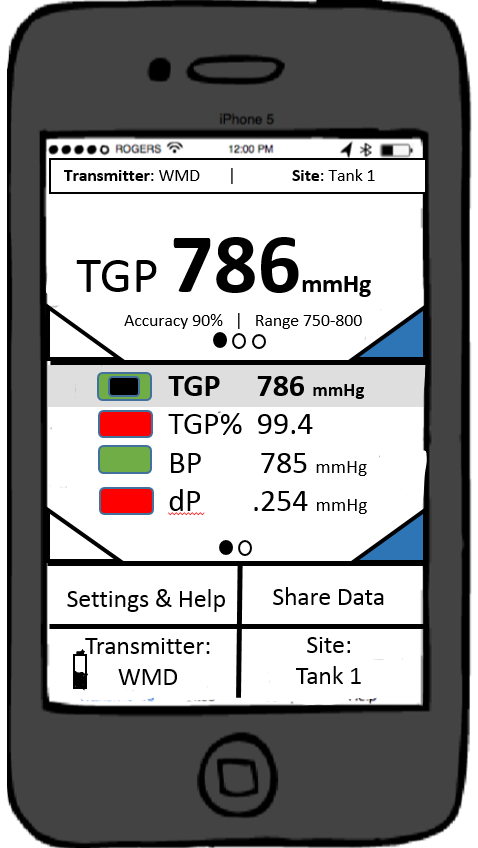 iPhone 5
ROGERS 12:00 PM
Transmitter: WMD | Site: Tank 1
TGP 786 mmHg
Accuracy 90% | Range 750-800
TGP 786 mmHg
TGP% 99.4
BP 785 mmHg
dP .254 mmHg
Settings & Help
Share Data
Transmitter:
WMD
Site:
Tank 1